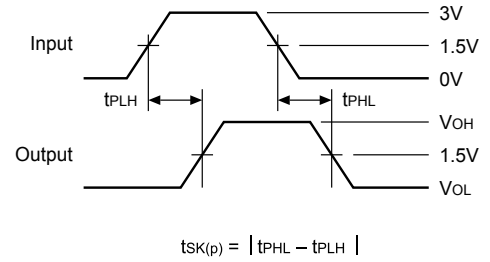 3V
Input
1.5V
0V
tPLH
tPHL
VOH
Output
1.5V
VOL
tSK(p) = | tPHL – tPLH |